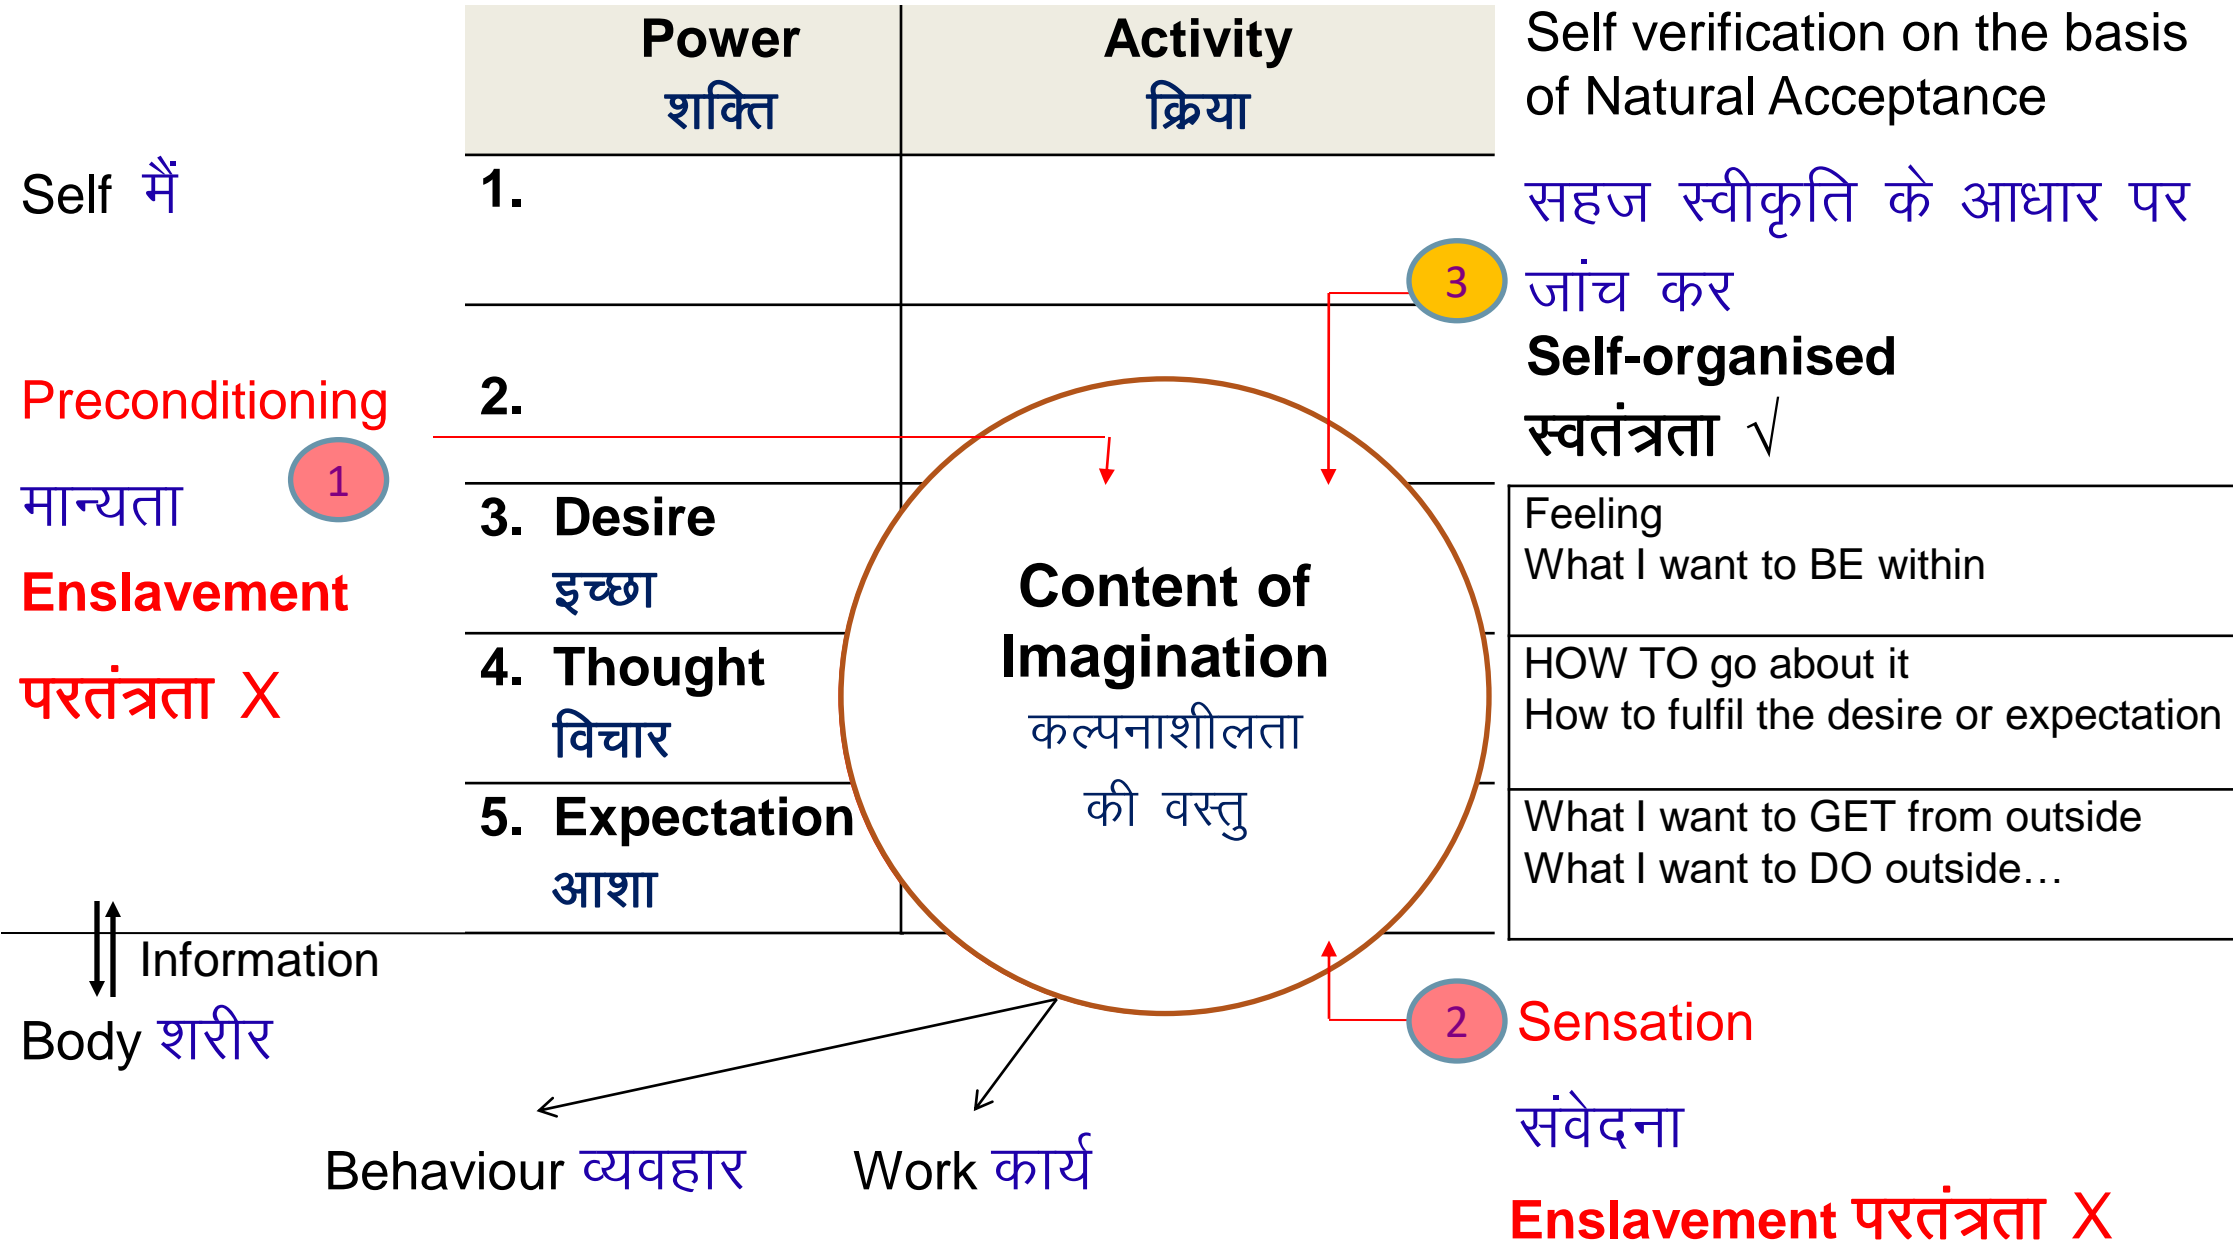 Power
शक्ति
Activity
क्रिया
Self मैं
1.
2.
Preconditioning
1
मान्यता
Enslavement
परतंत्रता X
3. Desire
इच्छा
4. Thought
विचार
5. Expectation
आशा
Content of
Imagination
कल्पनाशीलता
की वस्तु
3
Self verification on the basis
of Natural Acceptance
सहज स्वीकृति के आधार पर
जांच कर
Self-organised
स्वतंत्रता √
Feeling
What I want to BE within
HOW TO go about it
How to fulfil the desire or expectation
What I want to GET from outside
What I want to DO outside…
Information
Body शरीर
Behaviour व्यवहार
Work कार्य
2
Sensation
संवेदना
Enslavement परतंत्रता X